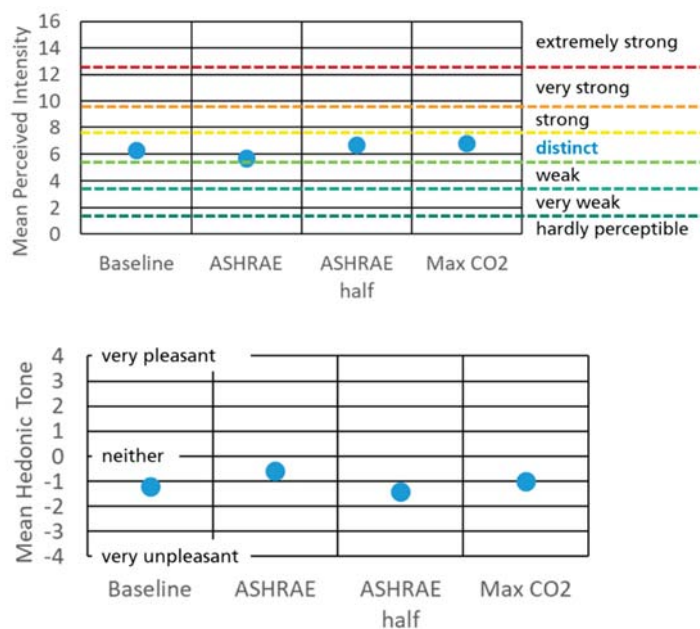 Mean Perceived Intensity
16
14
12
10
8
6
4
2
0
extremely strong
very strong
strong
distinct
weak
very weak
hardly perceptible
Baseline
ASHRAE
ASHRAE
half
Max CO2
Mean Hedonic Tone
4
3
2
1
0
-1
-2
-3
-4
very pleasant
neither
very unpleasant
Baseline
ASHRAE
ASHRAE
half
Max CO2